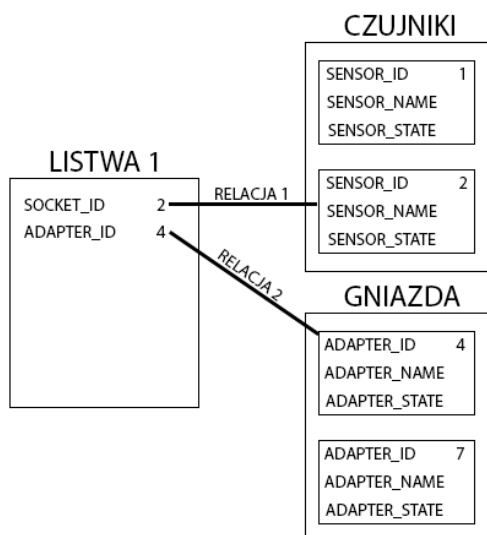 CZUJNIKI
SENSOR_ID 1
SENSOR_NAME
SENSOR_STATE
SENSOR_ID 2
SENSOR_NAME
SENSOR_STATE
LISTWA 1
SOCKET_ID 2
ADAPTER_ID 4
RELACJA 1
RELACJA 2
GNIAZDA
ADAPTER_ID 4
ADAPTER_NAME
ADAPTER_STATE
ADAPTER_ID 7
ADAPTER_NAME
ADAPTER_STATE